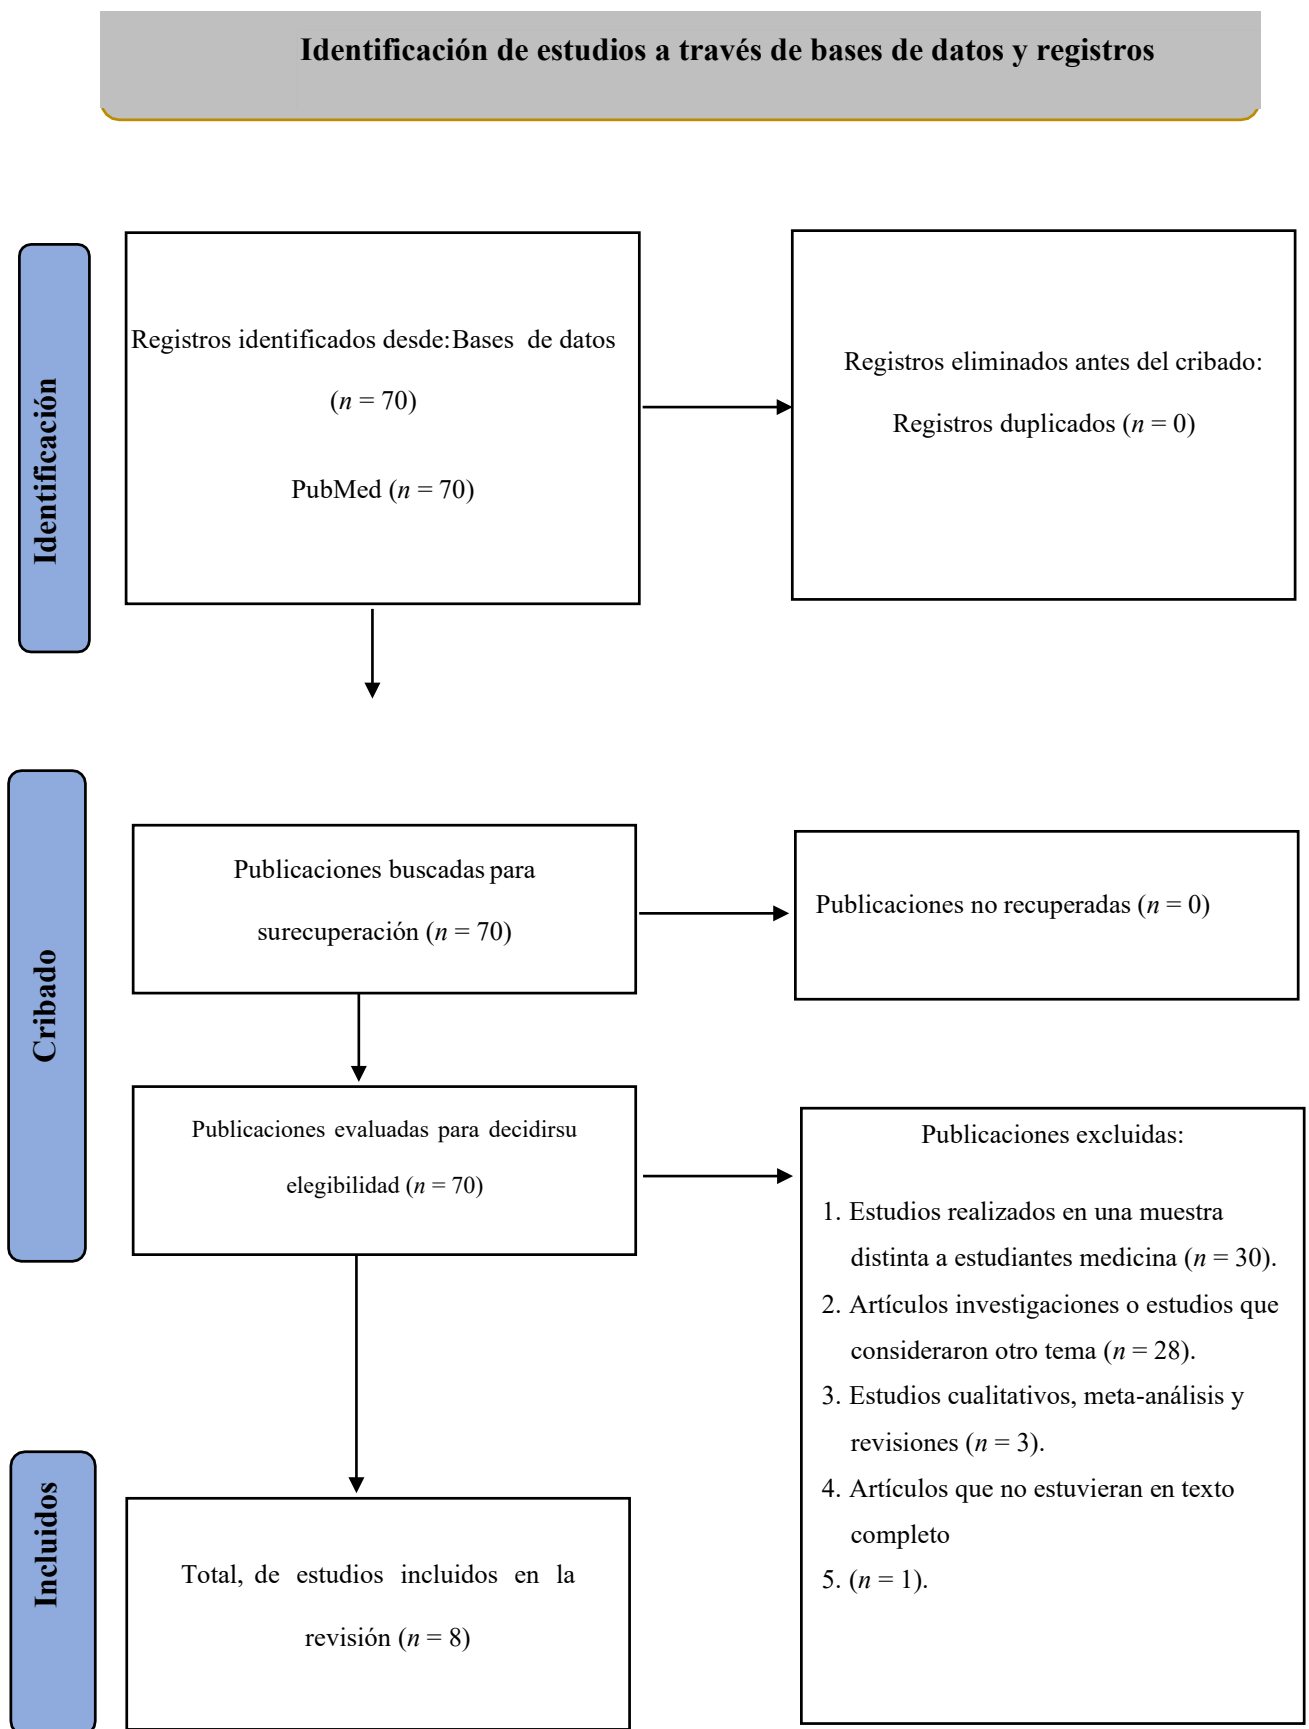 Identificación de estudios a través de bases de datos y registros
Identificación
Registros identificados desde:Bases de datos
(n = 70)
PubMed (n = 70)
Registros eliminados antes del cribado:
Registros duplicados (n = 0)
Cribado
Publicaciones buscadas para
surecuperación (n = 70)
Publicaciones no recuperadas (n = 0)
Publicaciones evaluadas para decidirsu
elegibilidad (n = 70)
Publicaciones excluidas:
1. Estudios realizados en una muestra
distinta a estudiantes medicina (n = 30).
2. Artículos investigaciones o estudios que
consideraron otro tema (n = 28).
3. Estudios cualitativos, meta-análisis y
revisiones (n = 3).
4. Artículos que no estuvieran en texto
completo
5. (n = 1).
Incluidos
Total, de estudios incluidos en la
revisión (n = 8)